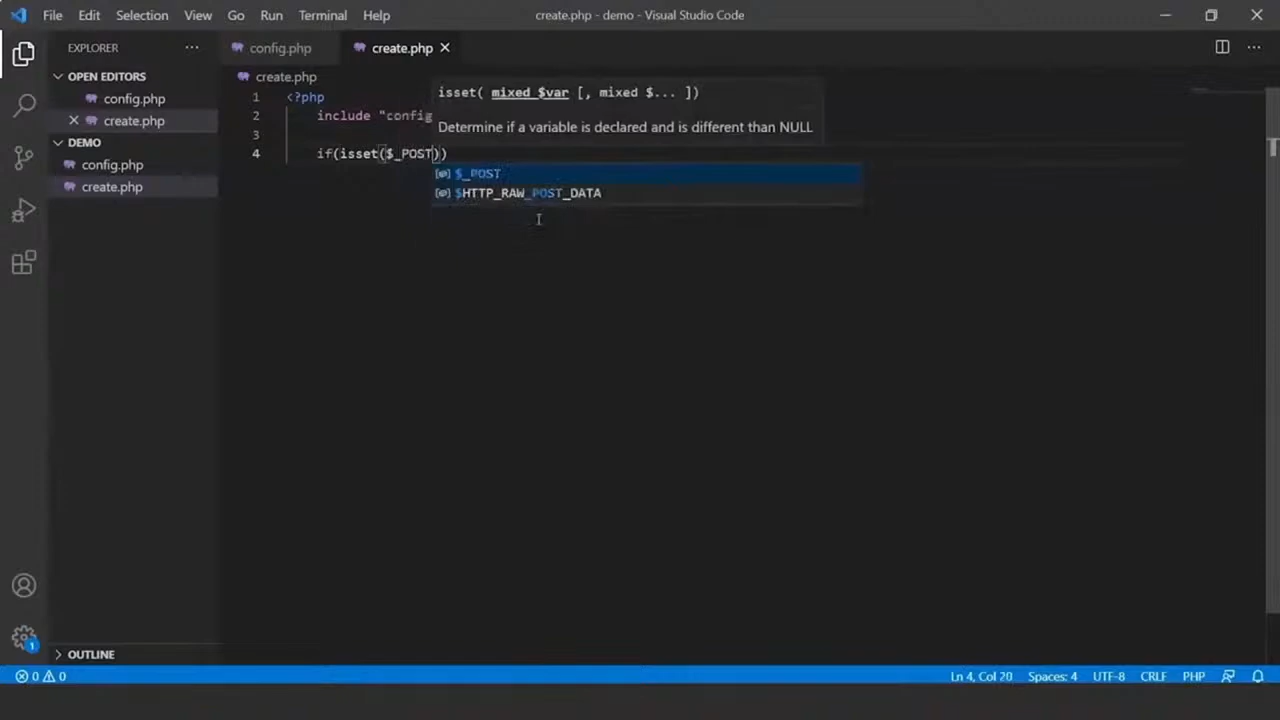 File Edit Selection View Go Run Terminal Help create.php - demo - Visual Studio Code
EXPLORER ···
config.php
create.php
OPEN EDITORS
config.php
create.php
DEMO
config.php
create.php
create.php
1 <?php
2 include "config
3
4 if(isset($_POST))
isset( mixed $var [, mixed $... ])
Determine if a variable is declared and is different than NULL
$_POST
$HTTP_RAW_POST_DATA
1
OUTLINE
0 0
Ln 4, Col 20 Spaces: 4 UTF-8 CRLF PHP